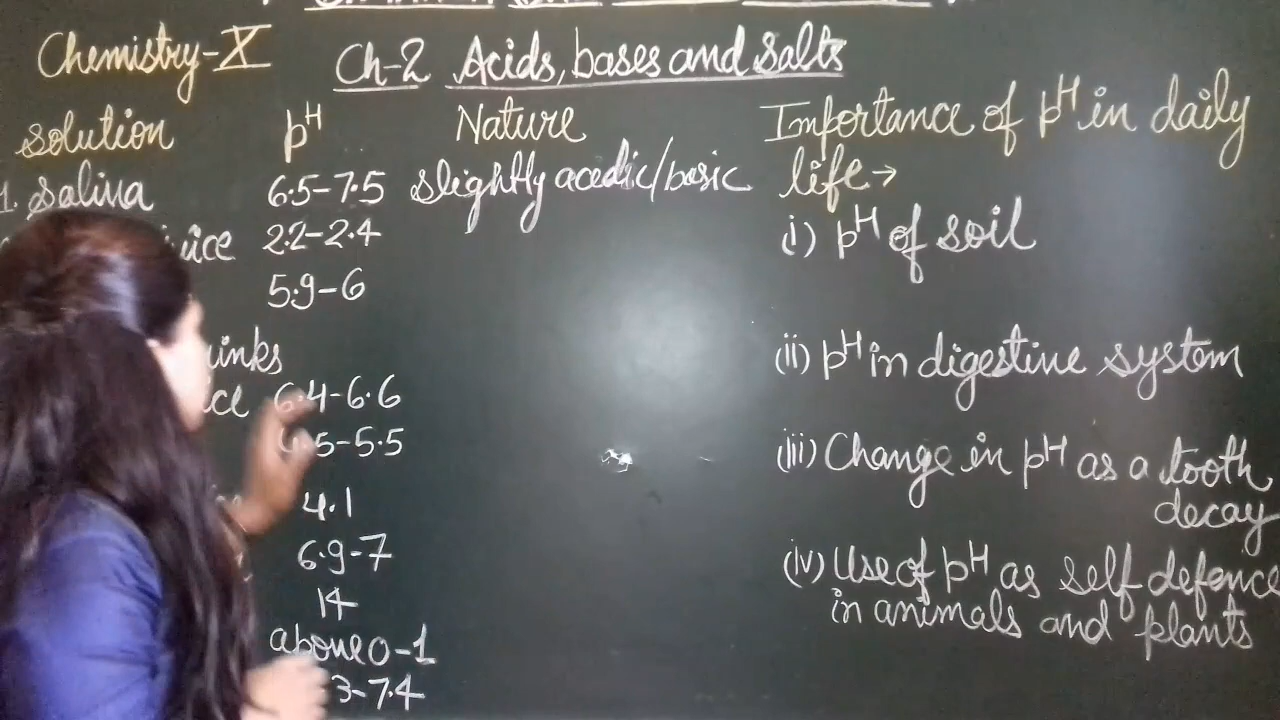 Chemistry-X
Ch-2 Acids, bases and Salts
Solution pH Nature
1. Saliva 6.5-7.5 slightly acedic/basic
2.2-2.4
5.9-6
6.4-6.6
5-5.5
4.1
6.9-7
14
above 0-1
3-7.4
Importance of pH in daily
life→
(i) pH of soil
(ii) pH in digestive system
(iii) Change in pH as a tooth
decay
(iv) Use of pH as self defence
in animals and plants